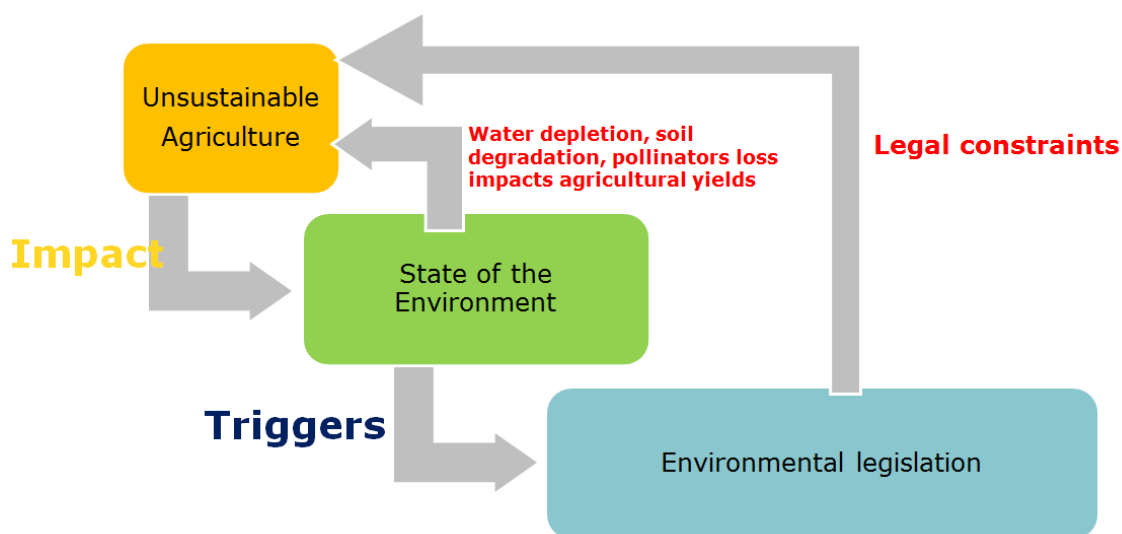 Unsustainable
Agriculture
Water depletion, soil
degradation, pollinators loss
impacts agricultural yields
Legal constraints
Impact
State of the
Environment
Triggers
Environmental legislation